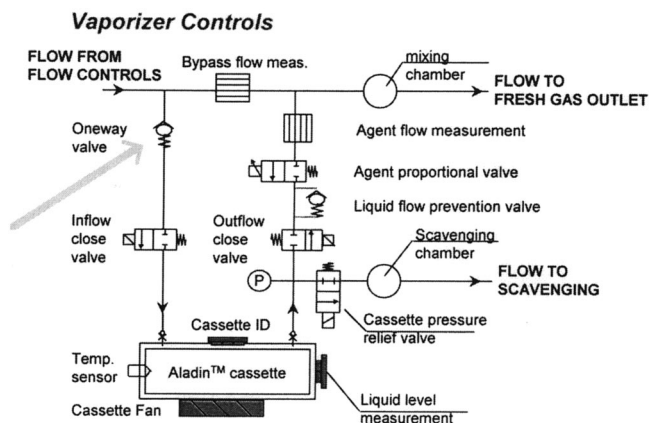 Vaporizer Controls
FLOW FROM
FLOW CONTROLS
Bypass flow meas.
mixing
chamber
FLOW TO
FRESH GAS OUTLET
Oneway
valve
Agent flow measurement
Agent proportional valve
Liquid flow prevention valve
Inflow
close
valve
Outflow
close
valve
Scavenging
chamber
P
FLOW TO
SCAVENGING
Cassette ID
Cassette pressure
relief valve
Temp.
sensor
Aladin™ cassette
Cassette Fan
Liquid level
measurement